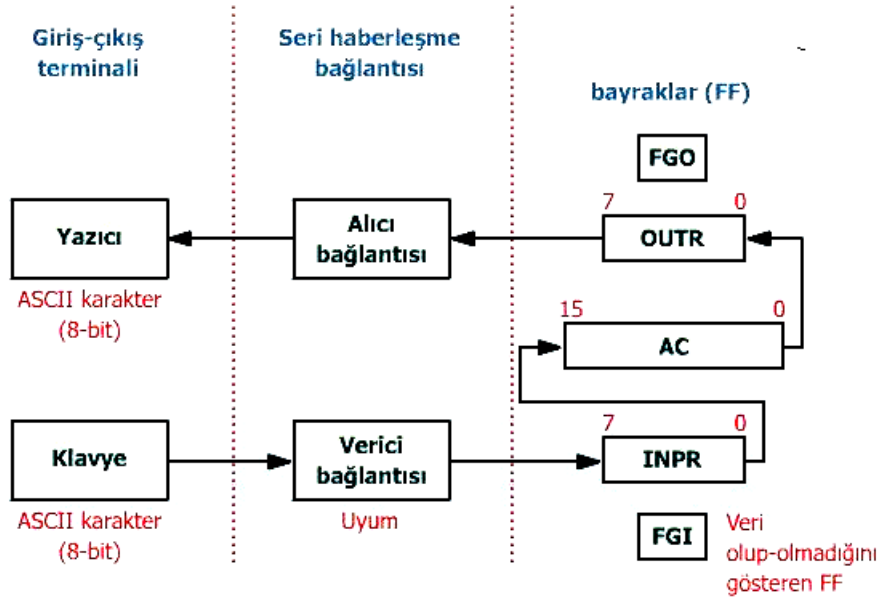 Giriş-çıkış
terminali
Seri haberleşme
bağlantısı
bayraklar (FF)
FGO
7 0
Yazıcı
Alıcı
bağlantısı
OUTR
ASCII karakter
(8-bit)
15 0
AC
7 0
Klavye
Verici
bağlantısı
INPR
ASCII karakter
(8-bit)
Uyum
FGI
Veri
olup-olmadığını
gösteren FF